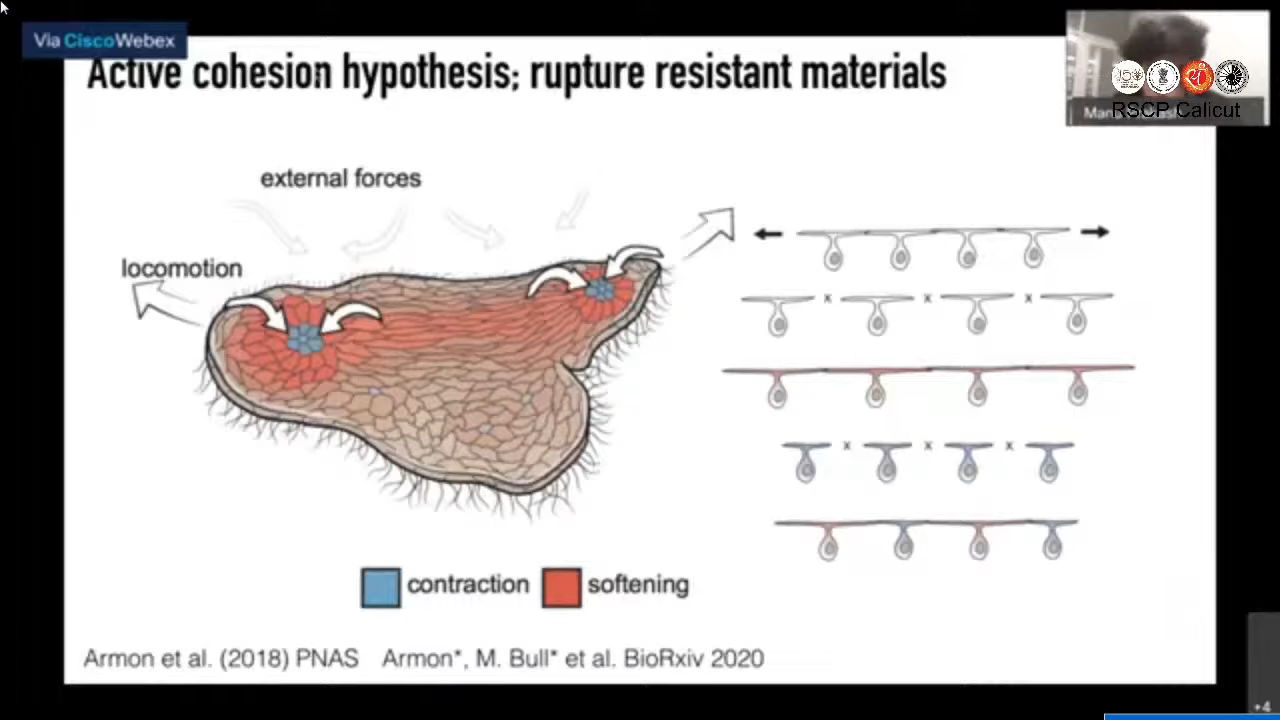 Via CiscoWebex
Active cohesion hypothesis; rupture resistant materials
RSCP Calicut
external forces
locomotion
x x x
x x x
contraction softening
Armon et al. (2018) PNAS Armon*, M. Bull* et al. BioRxiv 2020
+4